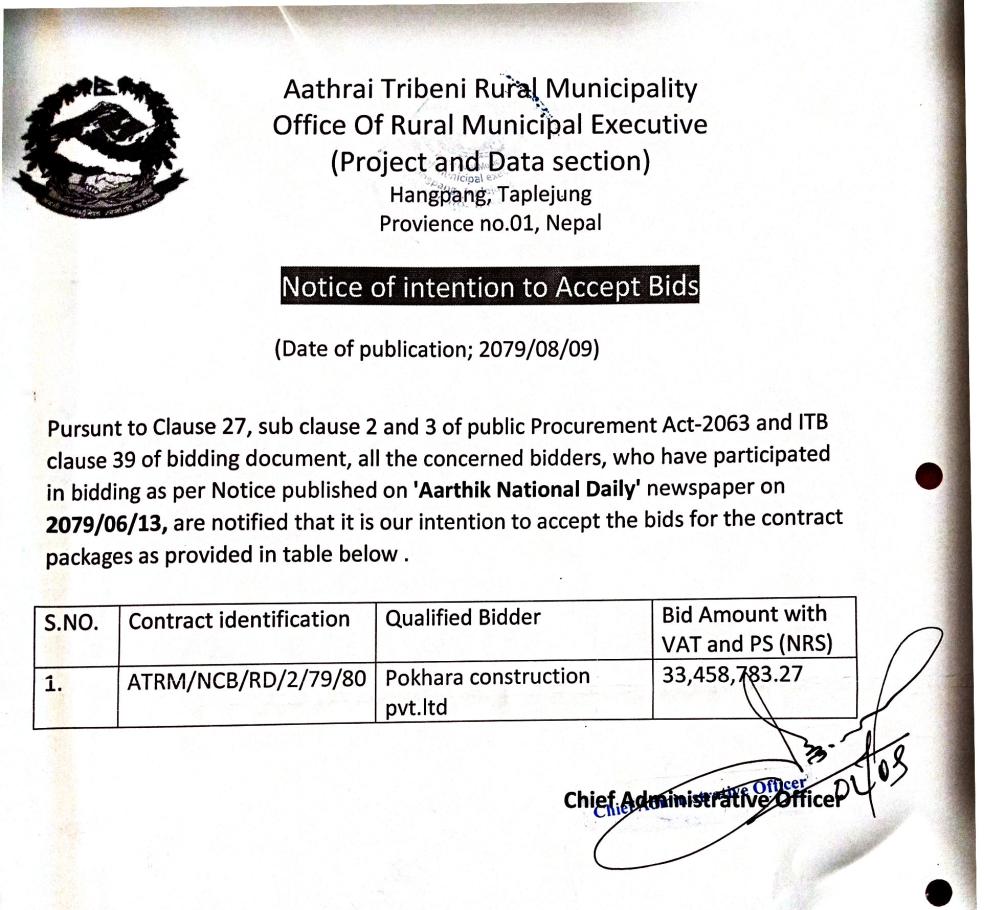 Aathrai Tribeni Rural Municipality
Office Of Rural Municipal Executive
(Project and Data section)
Hangpang, Taplejung
Provience no.01, Nepal
Notice of intention to Accept Bids
(Date of publication; 2079/08/09)
Pursunt to Clause 27, sub clause 2 and 3 of public Procurement Act-2063 and ITB
clause 39 of bidding document, all the concerned bidders, who have participated
in bidding as per Notice published on 'Aarthik National Daily' newspaper on
2079/06/13, are notified that it is our intention to accept the bids for the contract
packages as provided in table below .
S.NO. Contract identification Qualified Bidder Bid Amount with
VAT and PS (NRS)
1. ATRM/NCB/RD/2/79/80 Pokhara construction 33,458,783.27
pvt.ltd
Chief Administrative Officer
Chief Administrative Officer